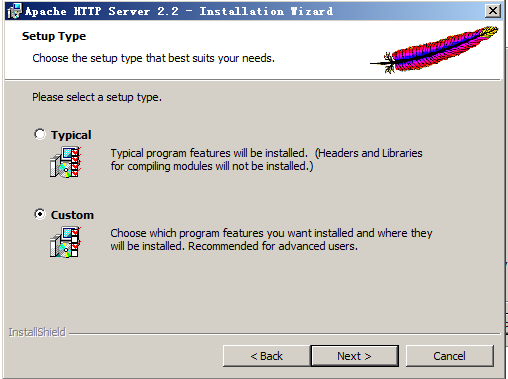 Apache HTTP Server 2.2 - Installation Wizard
Setup Type
Choose the setup type that best suits your needs.
Please select a setup type.
Typical
Typical program features will be installed. (Headers and Libraries
for compiling modules will not be installed.)
Custom
Choose which program features you want installed and where they
will be installed. Recommended for advanced users.
InstallShield
< Back
Next >
Cancel